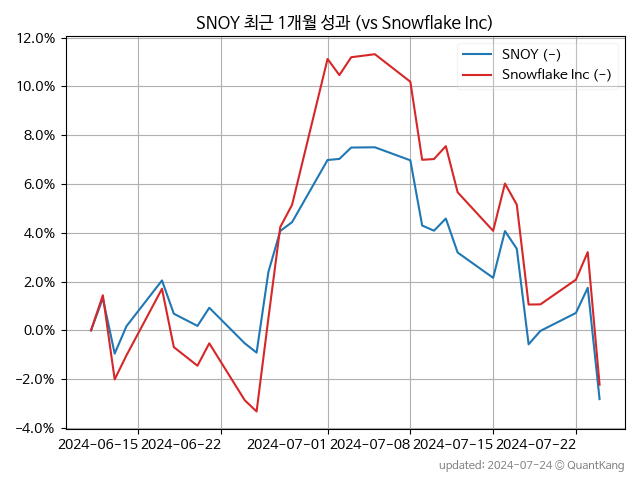 SNOY 최근 1개월 성과 (vs Snowflake Inc)
12.0%
10.0%
8.0%
6.0%
4.0%
2.0%
0.0%
−2.0%
−4.0%
SNOY (-)
Snowflake Inc (-)
2024-06-15 2024-06-22 2024-07-01 2024-07-08 2024-07-15 2024-07-22
updated: 2024-07-24 © QuantKang